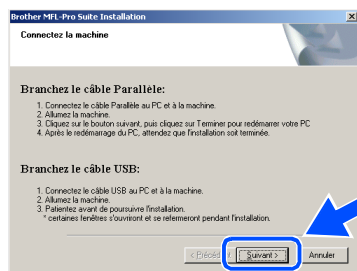 Brother MFL-Pro Suite Installation
Connectez la machine
Branchez le câble Parallèle:
1. Connectez le câble Parallèle au PC et à la machine.
2. Allumez la machine.
3. Cliquez sur le bouton suivant, puis cliquez sur Terminer pour redémarrer votre PC
4. Après le redémarrage du PC, attendez que l'installation soit terminée.
Branchez le câble USB:
1. Connectez le câble USB au PC et à la machine.
2. Allumez la machine.
3. Patientez avant de poursuivre l'installation.
* certaines fenêtres s'ouvriront et se refermeront pendant l'installation.
Suivant > Annuler